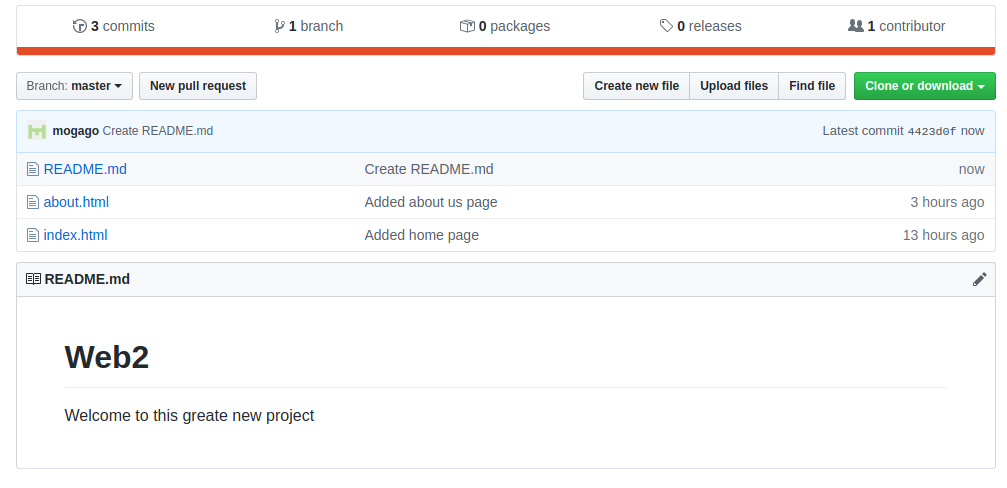 3 commits 1 branch 0 packages 0 releases 1 contributor
Branch: master New pull request Create new file Upload files Find file Clone or download
mogago Create README.md Latest commit 4423d0f now
README.md Create README.md now
about.html Added about us page 3 hours ago
index.html Added home page 13 hours ago
README.md
Web2
Welcome to this greate new project